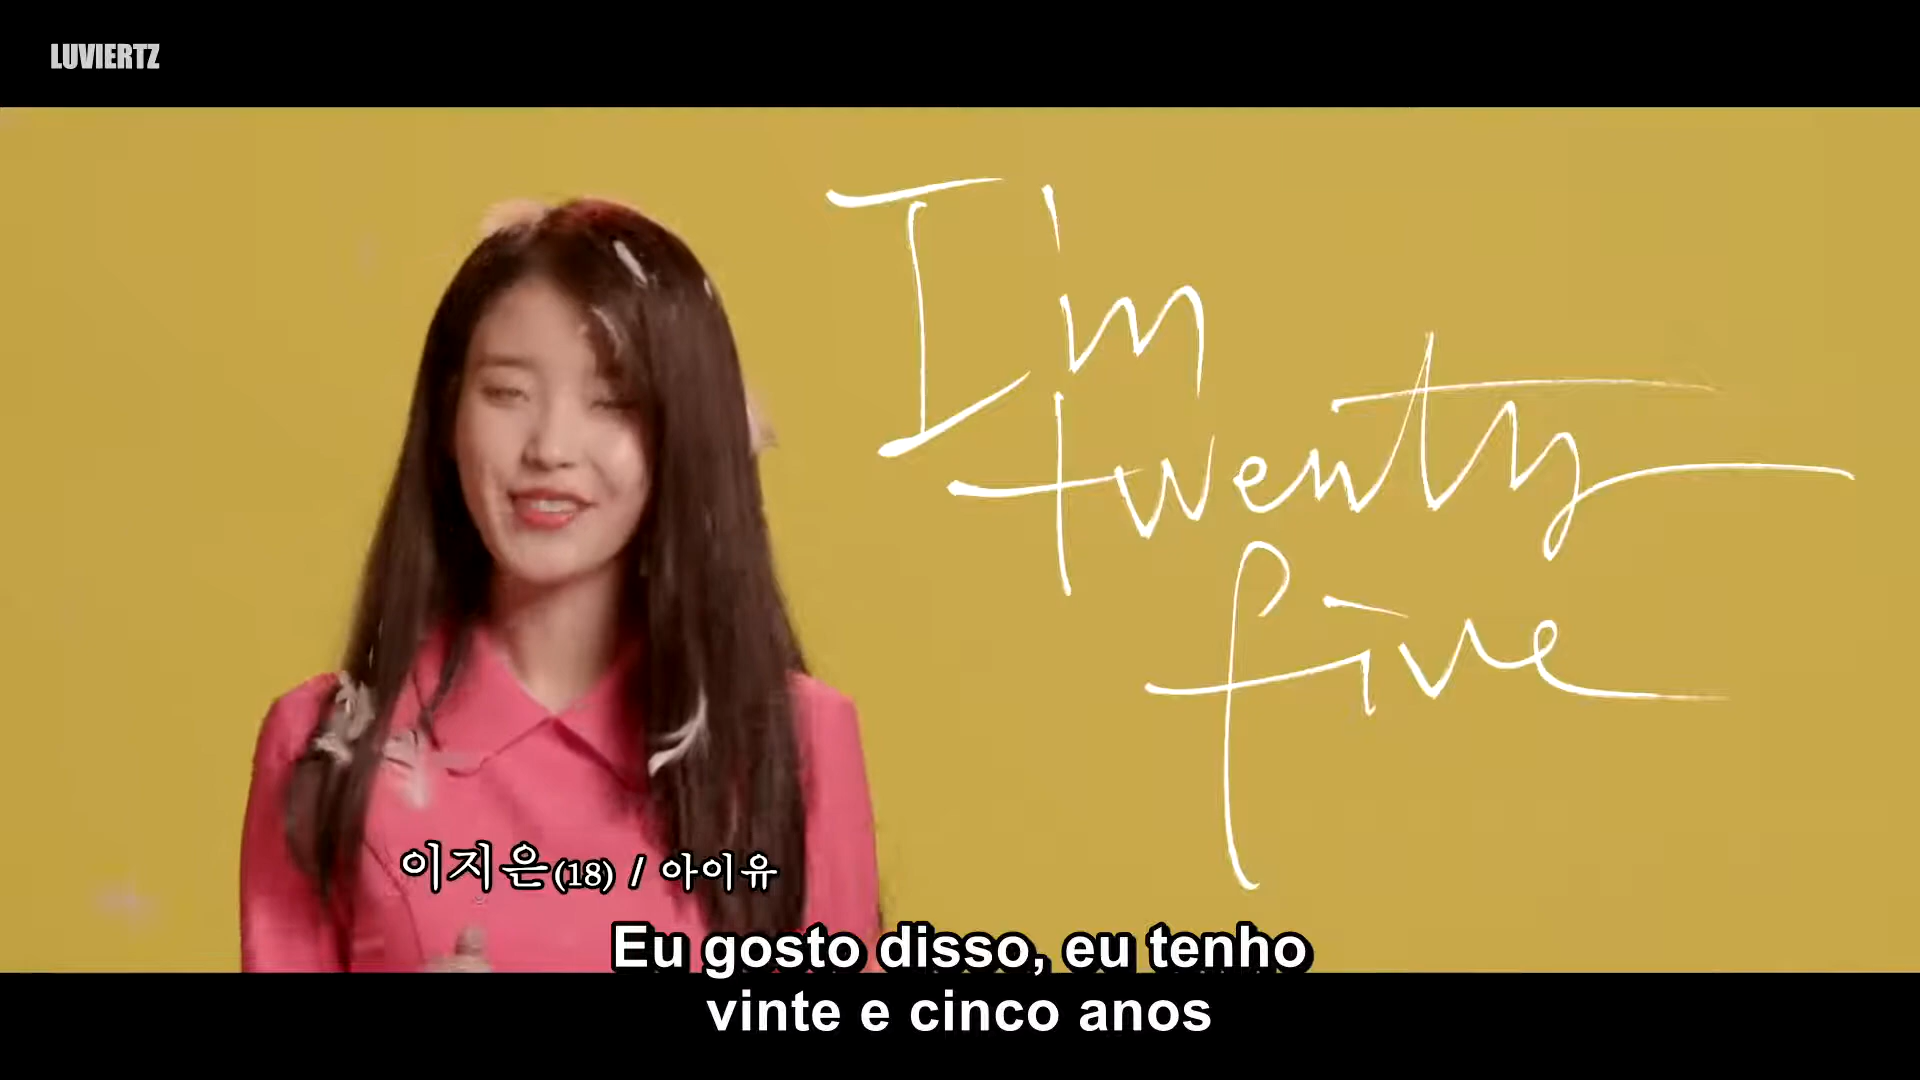 LUVIERTZ
I'm
twenty
five
이지은(18) / 아이유
Eu gosto disso, eu tenho
vinte e cinco anos